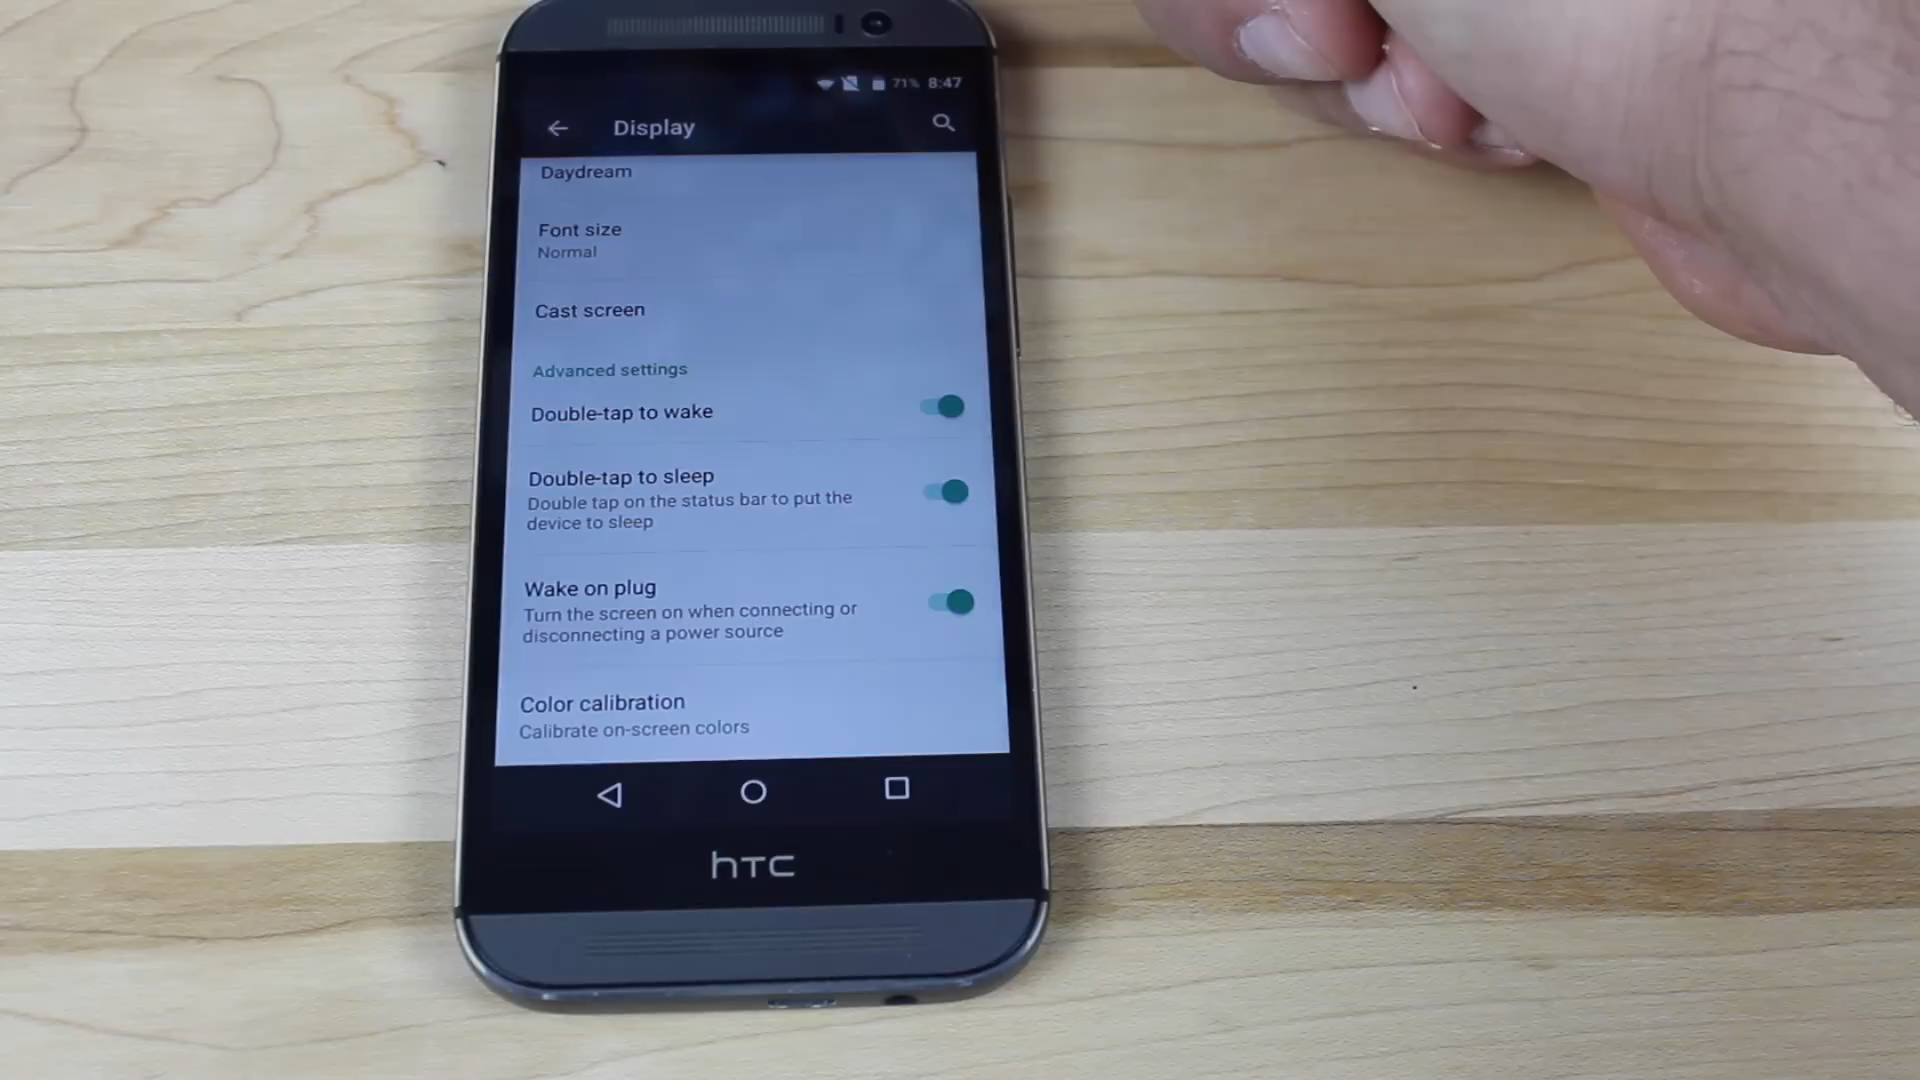 71% 8:47
Display
Daydream
Font size
Normal
Cast screen
Advanced settings
Double-tap to wake
Double-tap to sleep
Double tap on the status bar to put the
device to sleep
Wake on plug
Turn the screen on when connecting or
disconnecting a power source
Color calibration
Calibrate on-screen colors
hTC